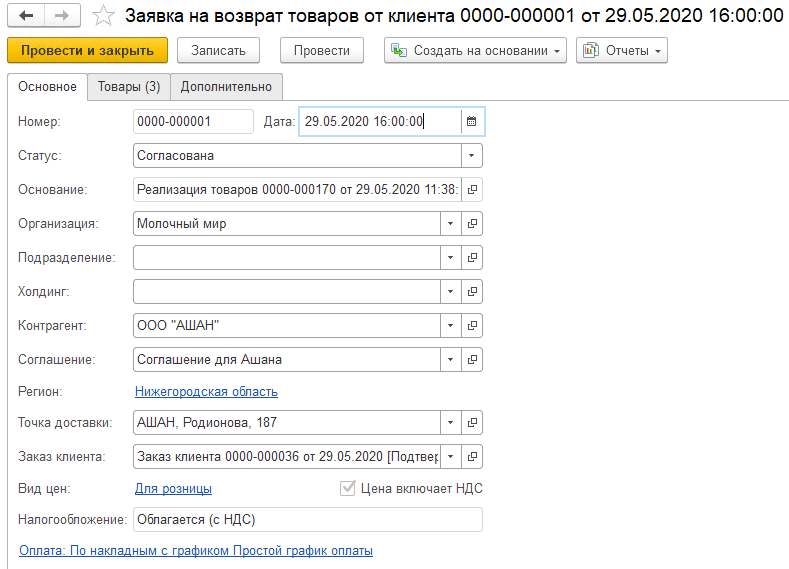 Заявка на возврат товаров от клиента 0000-000001 от 29.05.2020 16:00:00
Провести и закрыть Записать Провести Создать на основании Отчеты
Основное Товары (3) Дополнительно
Номер: 0000-000001 Дата: 29.05.2020 16:00:00
Статус: Согласована
Основание: Реализация товаров 0000-000170 от 29.05.2020 11:38:
Организация: Молочный мир
Подразделение:
Холдинг:
Контрагент: ООО "АШАН"
Соглашение: Соглашение для Ашана
Регион: Нижегородская область
Точка доставки: АШАН, Родионова, 187
Заказ клиента: Заказ клиента 0000-000036 от 29.05.2020 [Подтвер
Вид цен: Для розницы Цена включает НДС
Налогообложение: Облагается (с НДС)
Оплата: По накладным с графиком Простой график оплаты